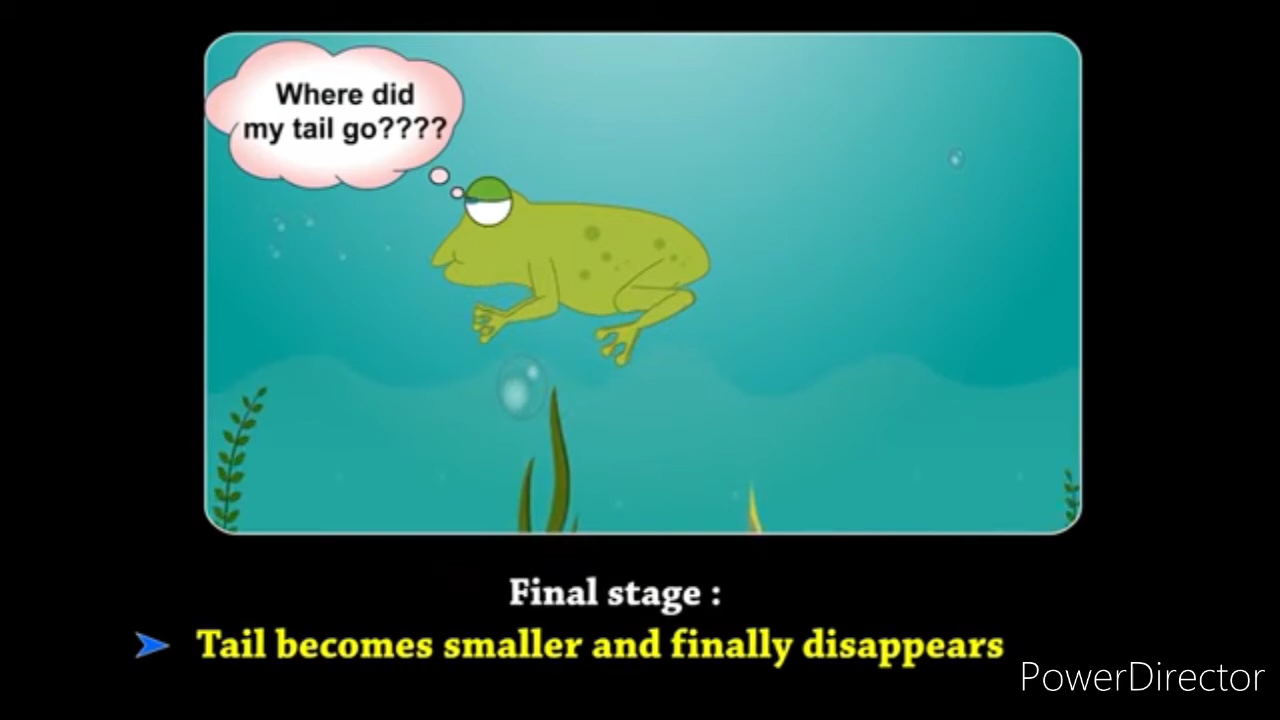 Where did
my tail go????
Final stage :
Tail becomes smaller and finally disappears
PowerDirector